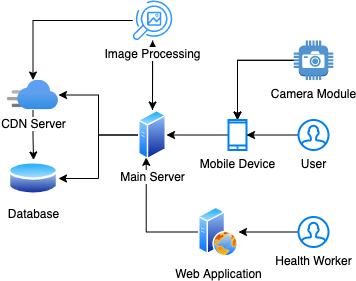 Image Processing
Camera Module
CDN Server
Main Server
Mobile Device
User
Database
Web Application
Health Worker